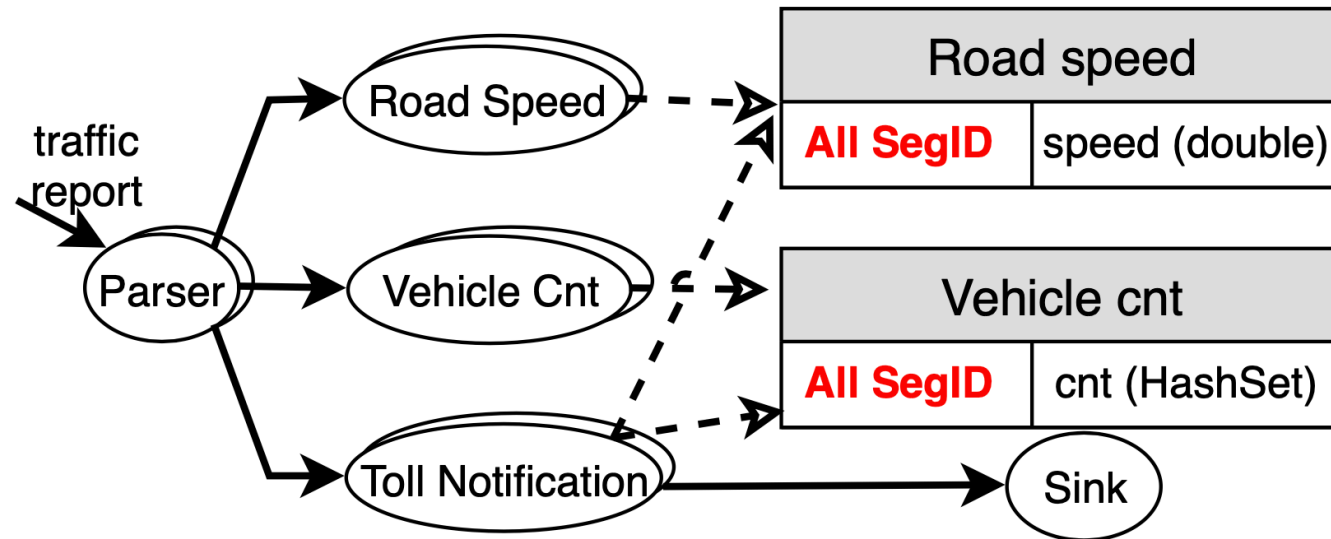 traffic
report
Parser
Road Speed
Vehicle Cnt
Toll Notification
Road speed
All SegID
speed (double)
Vehicle cnt
All SegID
cnt (HashSet)
Sink